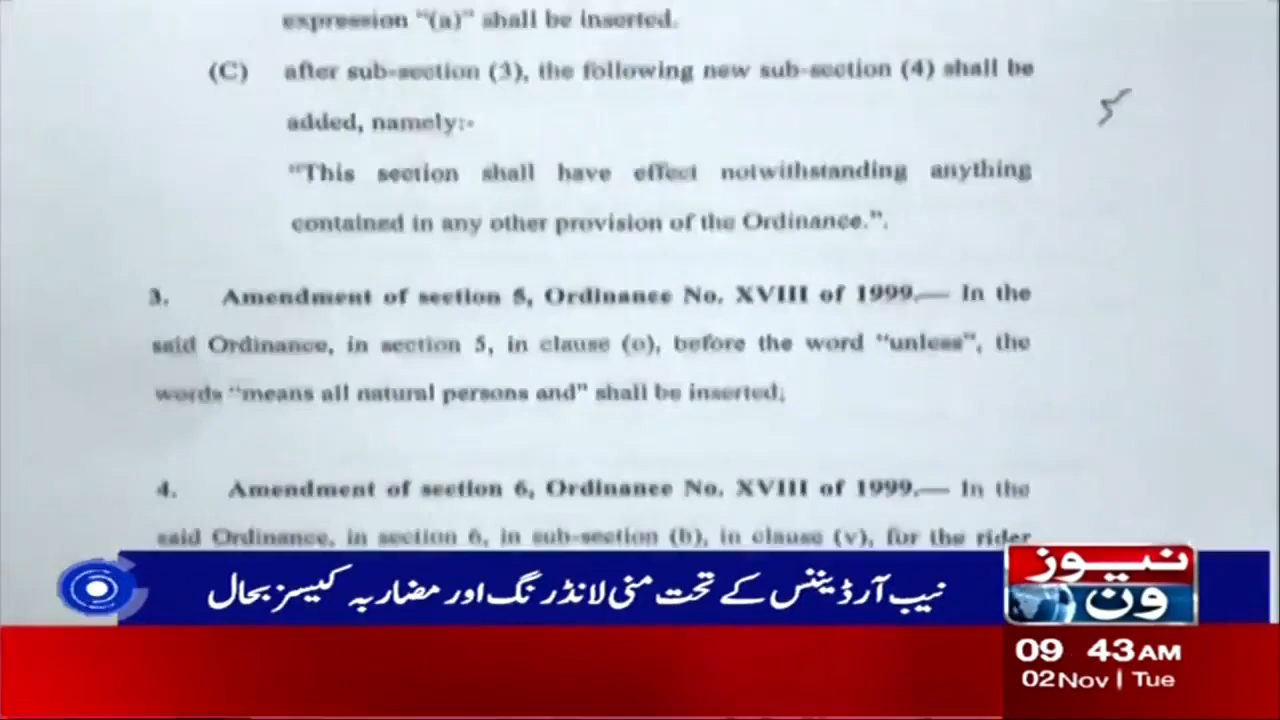 expression "(a)" shall be inserted.
(C) after sub-section (3), the following new sub-section (4) shall be
added, namely:-
"This section shall have effect notwithstanding anything
contained in any other provision of the Ordinance.".
3. Amendment of section 5, Ordinance No. XVIII of 1999.— In the
said Ordinance, in section 5, in clause (o), before the word "unless", the
words "means all natural persons and" shall be inserted;
4. Amendment of section 6, Ordinance No. XVIII of 1999.— In the
said Ordinance, in section 6, in sub-section (b), in clause (v), for the rider
نیب آرڈیننس کے تحت منی لانڈرنگ اور مضاربہ کیسز بحال
نیوز
ون
09 43 AM
02 Nov | Tue